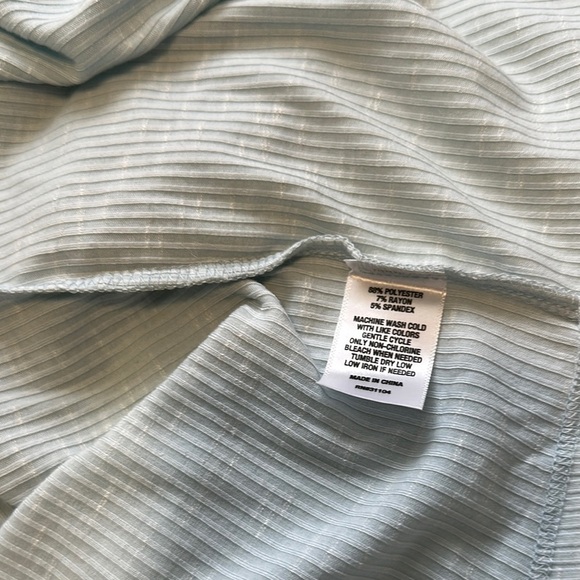 % POLYESTER
7% RAYON
5% SPANDEX
MACHINE WASH COLD
WITH LIKE COLORS
GENTLE CYCLE
ONLY NON-CHLORINE
BLEACH WHEN NEEDED
TUMBLE DRY LOW
LOW IRON IF NEEDED
MADE IN CHINA